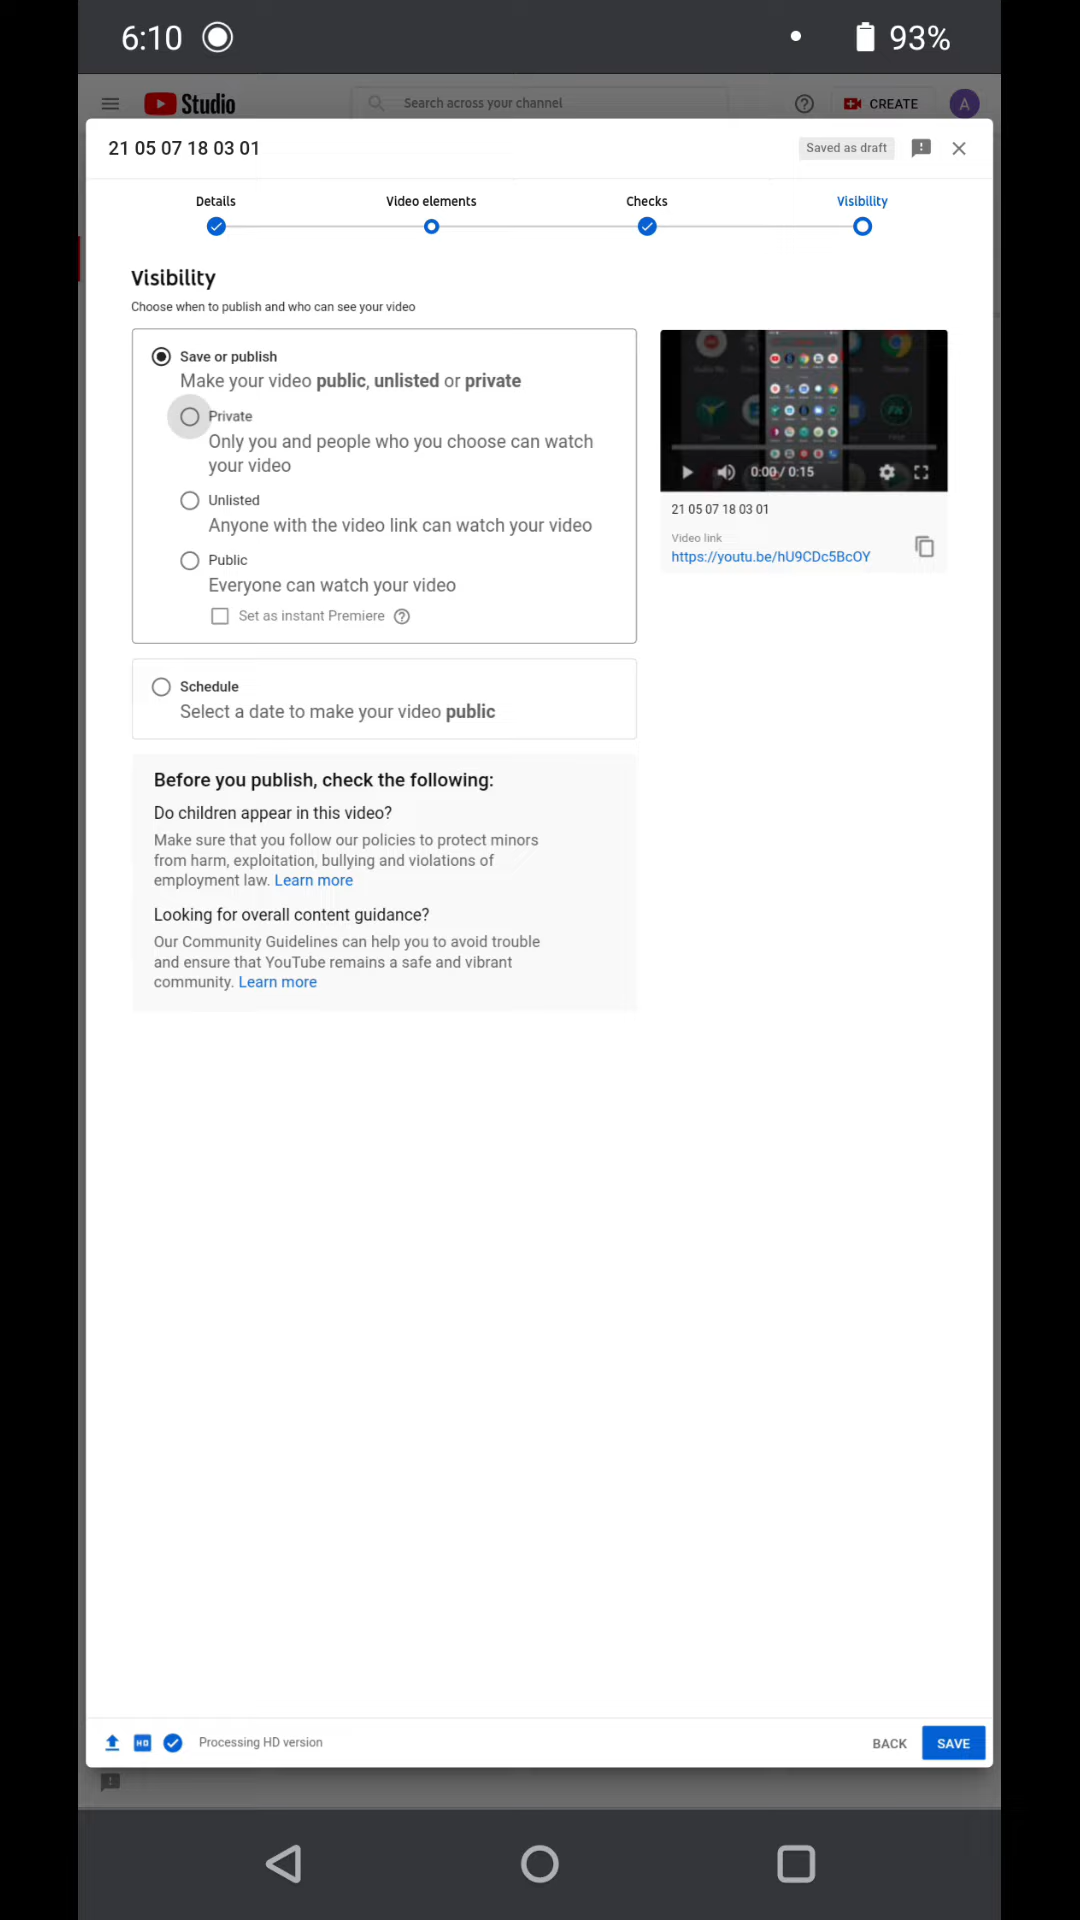 6:10
93%
Studio
Search across your channel
CREATE
A
21 05 07 18 03 01
Saved as draft
Details
Video elements
Checks
Visibility
Visibility
Choose when to publish and who can see your video
Save or publish
Make your video public, unlisted or private
Private
Only you and people who you choose can watch
your video
Unlisted
Anyone with the video link can watch your video
Public
Everyone can watch your video
Set as instant Premiere
0:00 / 0:15
21 05 07 18 03 01
Video link
https://youtu.be/hU9CDc5BcOY
Schedule
Select a date to make your video public
Before you publish, check the following:
Do children appear in this video?
Make sure that you follow our policies to protect minors
from harm, exploitation, bullying and violations of
employment law. Learn more
Looking for overall content guidance?
Our Community Guidelines can help you to avoid trouble
and ensure that YouTube remains a safe and vibrant
community. Learn more
HD
Processing HD version
BACK
SAVE